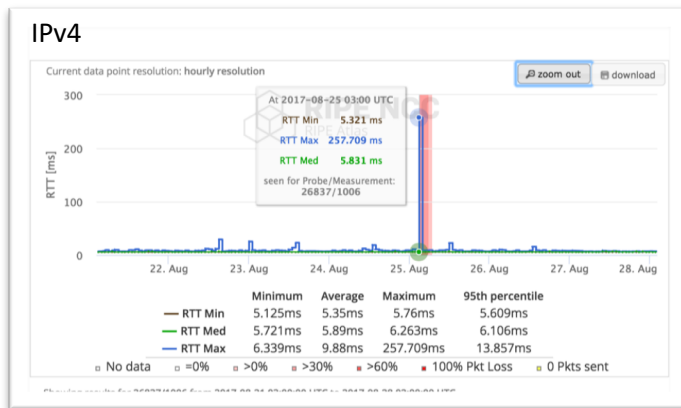 IPv4
Current data point resolution: hourly resolution
zoom out
download
RTT [ms]
300
200
100
0
RIPE NCC
RIPE Atlas
At 2017-08-25 03:00 UTC
RTT Min 5.321 ms
RTT Max 257.709 ms
RTT Med 5.831 ms
seen for Probe/Measurement:
26837/1006
22. Aug 23. Aug 24. Aug 25. Aug 26. Aug 27. Aug 28. Aug
Minimum Average Maximum 95th percentile
RTT Min 5.125ms 5.35ms 5.76ms 5.609ms
RTT Med 5.721ms 5.89ms 6.263ms 6.106ms
RTT Max 6.339ms 9.88ms 257.709ms 13.857ms
No data =0% >0% >30% >60% 100% Pkt Loss 0 Pkts sent